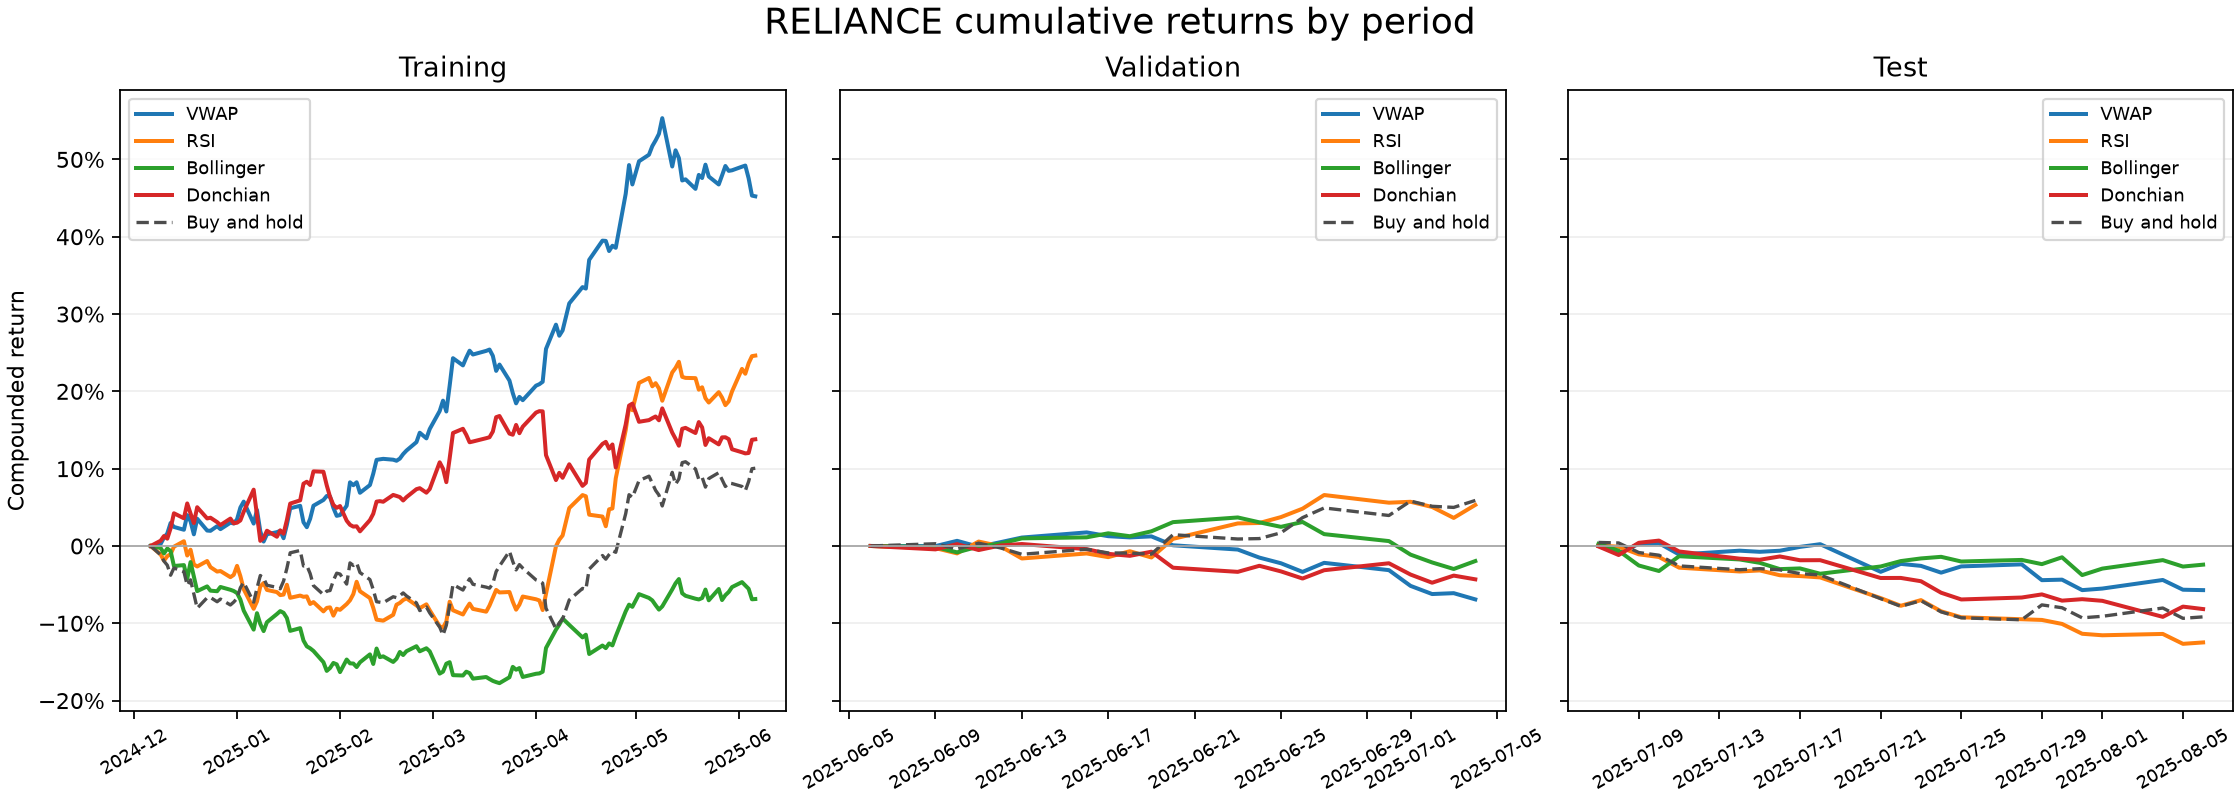 RELIANCE cumulative returns by period
Training
Validation
Test
Compounded return
50%
40%
30%
20%
10%
0%
−10%
−20%
VWAP
RSI
Bollinger
Donchian
Buy and hold
2024-12
2025-01
2025-02
2025-03
2025-04
2025-05
2025-06
VWAP
RSI
Bollinger
Donchian
Buy and hold
2025-06-05
2025-06-09
2025-06-13
2025-06-17
2025-06-21
2025-06-25
2025-06-29
2025-07-01
2025-07-05
VWAP
RSI
Bollinger
Donchian
Buy and hold
2025-07-09
2025-07-13
2025-07-17
2025-07-21
2025-07-25
2025-07-29
2025-08-01
2025-08-05